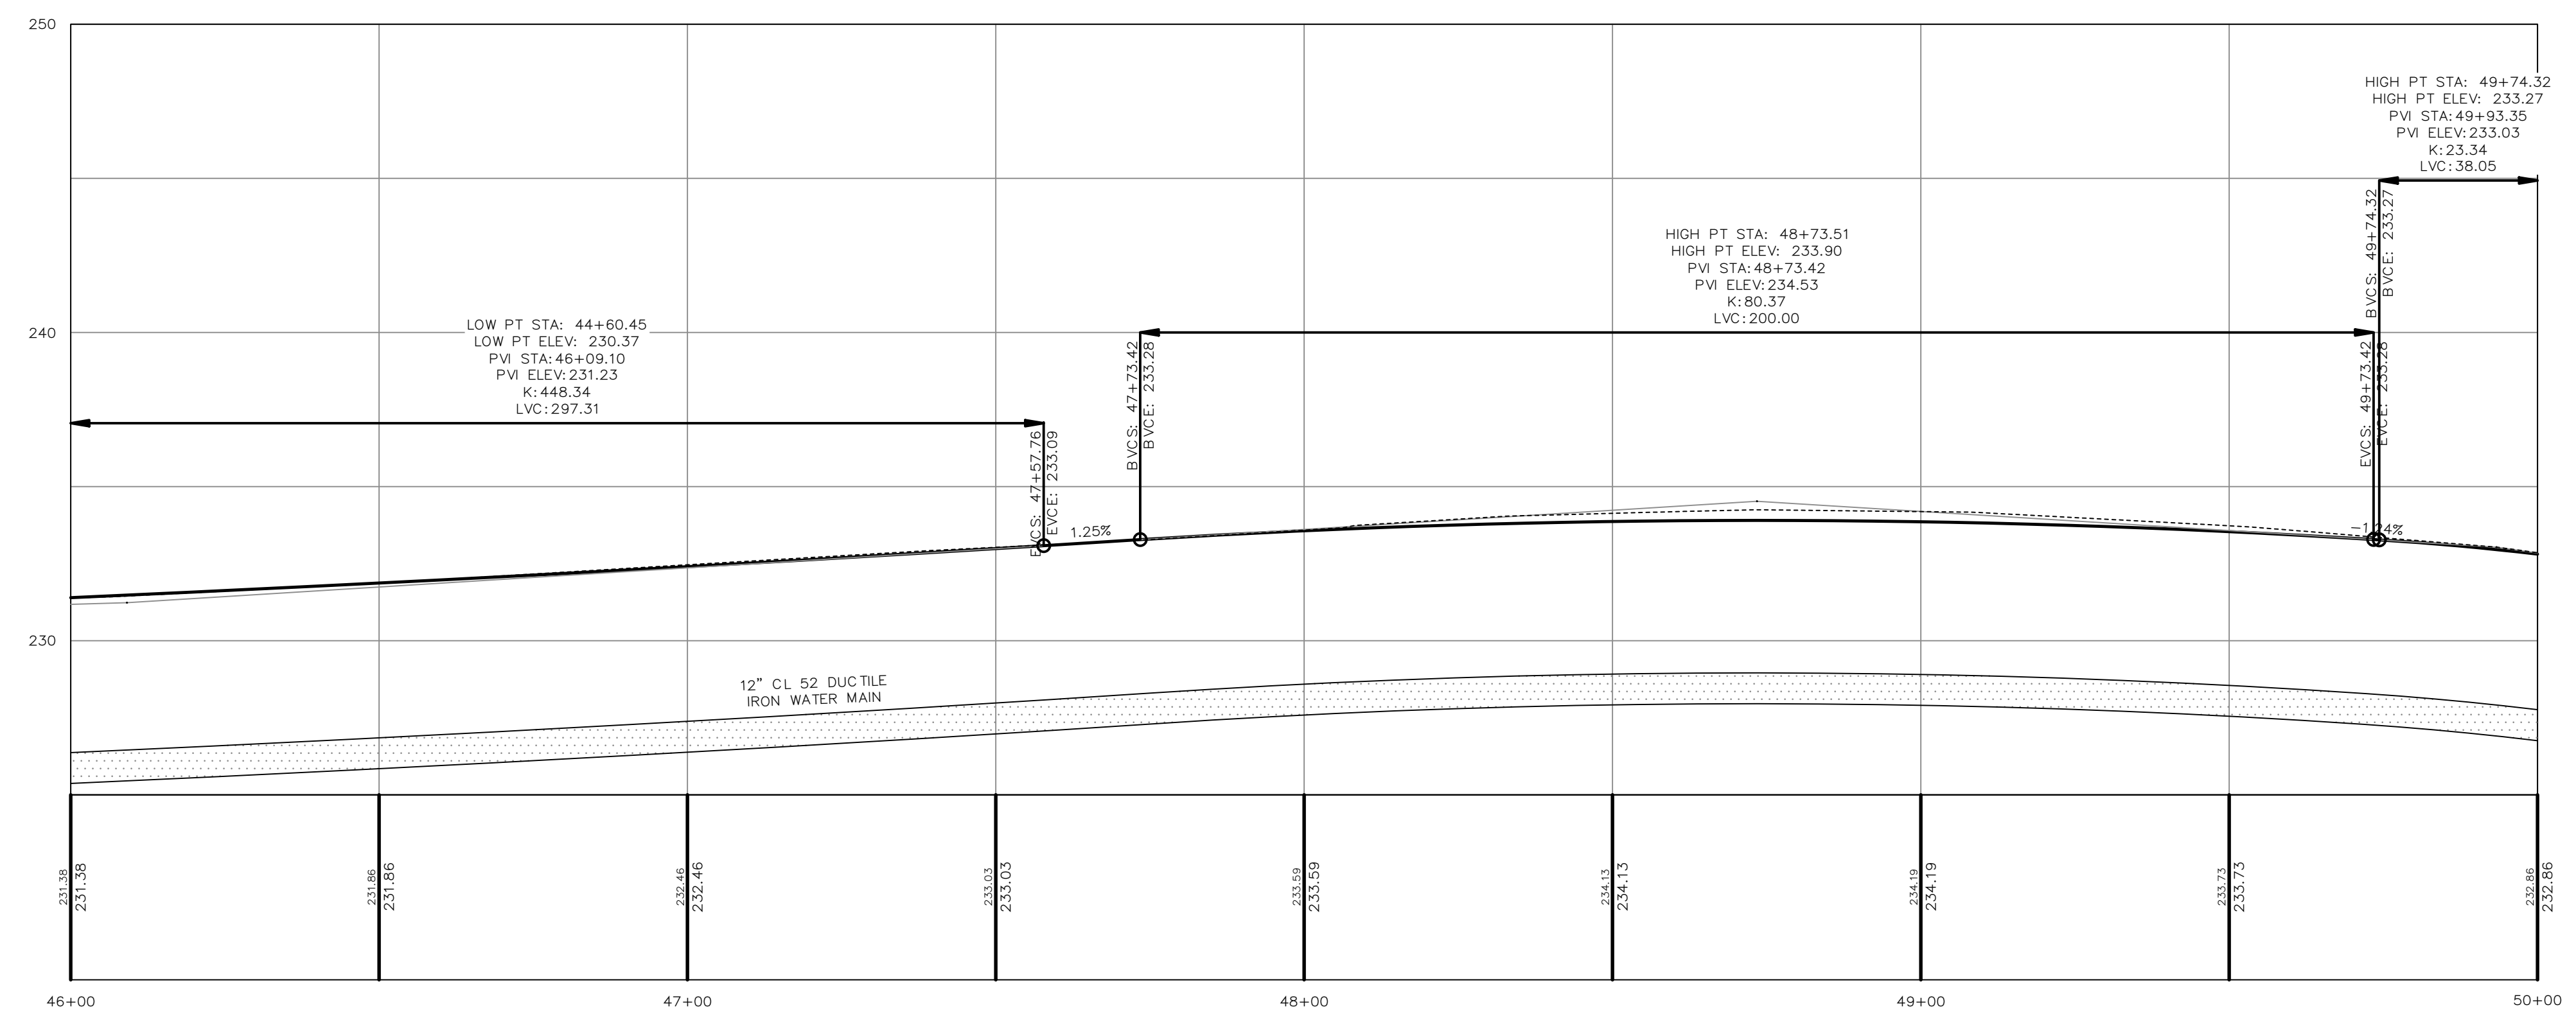 250
HIGH PT STA: 49+74.32
HIGH PT ELEV: 233.27
PVI STA:49+93.35
PVI ELEV:233.03
K:23.34
LVC:38.05
BVCS: 49+74.32
BVCE: 233.27
HIGH PT STA: 48+73.51
HIGH PT ELEV: 233.90
PVI STA:48+73.42
PVI ELEV:234.53
K:80.37
LVC:200.00
LOW PT STA: 44+60.45
LOW PT ELEV: 230.37
PVI STA:46+09.10
PVI ELEV:231.23
K:448.34
LVC:297.31
240
EVCS: 47+57.76
EVCE: 233.09
BVCS: 47+73.42
BVCE: 233.28
EVCS: 49+73.42
EVCE: 233.28
1.25%
-1.24%
230
12" CL 52 DUCTILE
IRON WATER MAIN
231.38
231.38
231.86
231.86
232.46
232.46
233.03
233.03
233.59
233.59
234.13
234.13
234.19
234.19
233.73
233.73
232.86
232.86
46+00
47+00
48+00
49+00
50+00